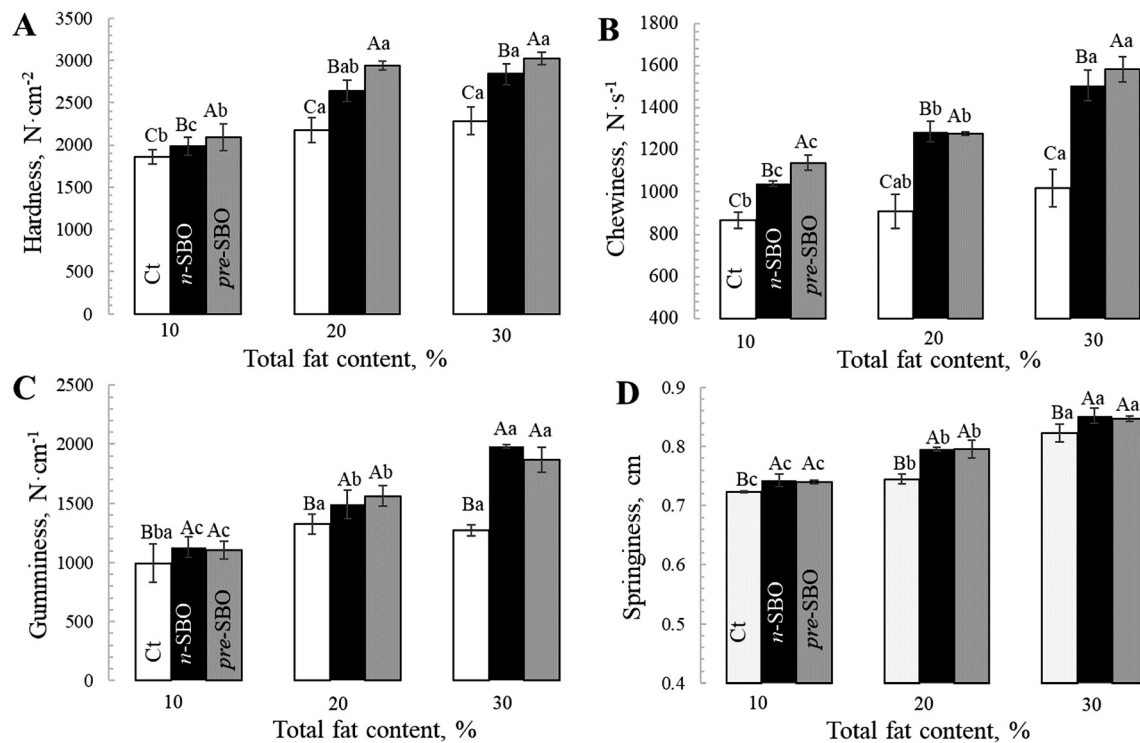 A
Hardness, N·cm-2
3500
3000
2500
2000
1500
1000
500
0
Cb Bc Ab
Ca Bab Aa
Ca Ba Aa
Ct n-SBO pre-SBO
10 20 30
Total fat content, %
B
Chewiness, N·s-1
1800
1600
1400
1200
1000
800
600
400
Cb Bc Ac
Cab Bb Ab
Ca Ba Aa
Ct n-SBO pre-SBO
10 20 30
Total fat content, %
C
Gumminess, N·cm-1
2500
2000
1500
1000
500
0
Bba Ac Ac
Ba Ab Ab
Ba Aa Aa
Ct n-SBO pre-SBO
10 20 30
Total fat content, %
D
Springiness, cm
0.9
0.8
0.7
0.6
0.5
0.4
Bc Ac Ac
Bb Ab Ab
Ba Aa Aa
Ct n-SBO pre-SBO
10 20 30
Total fat content, %